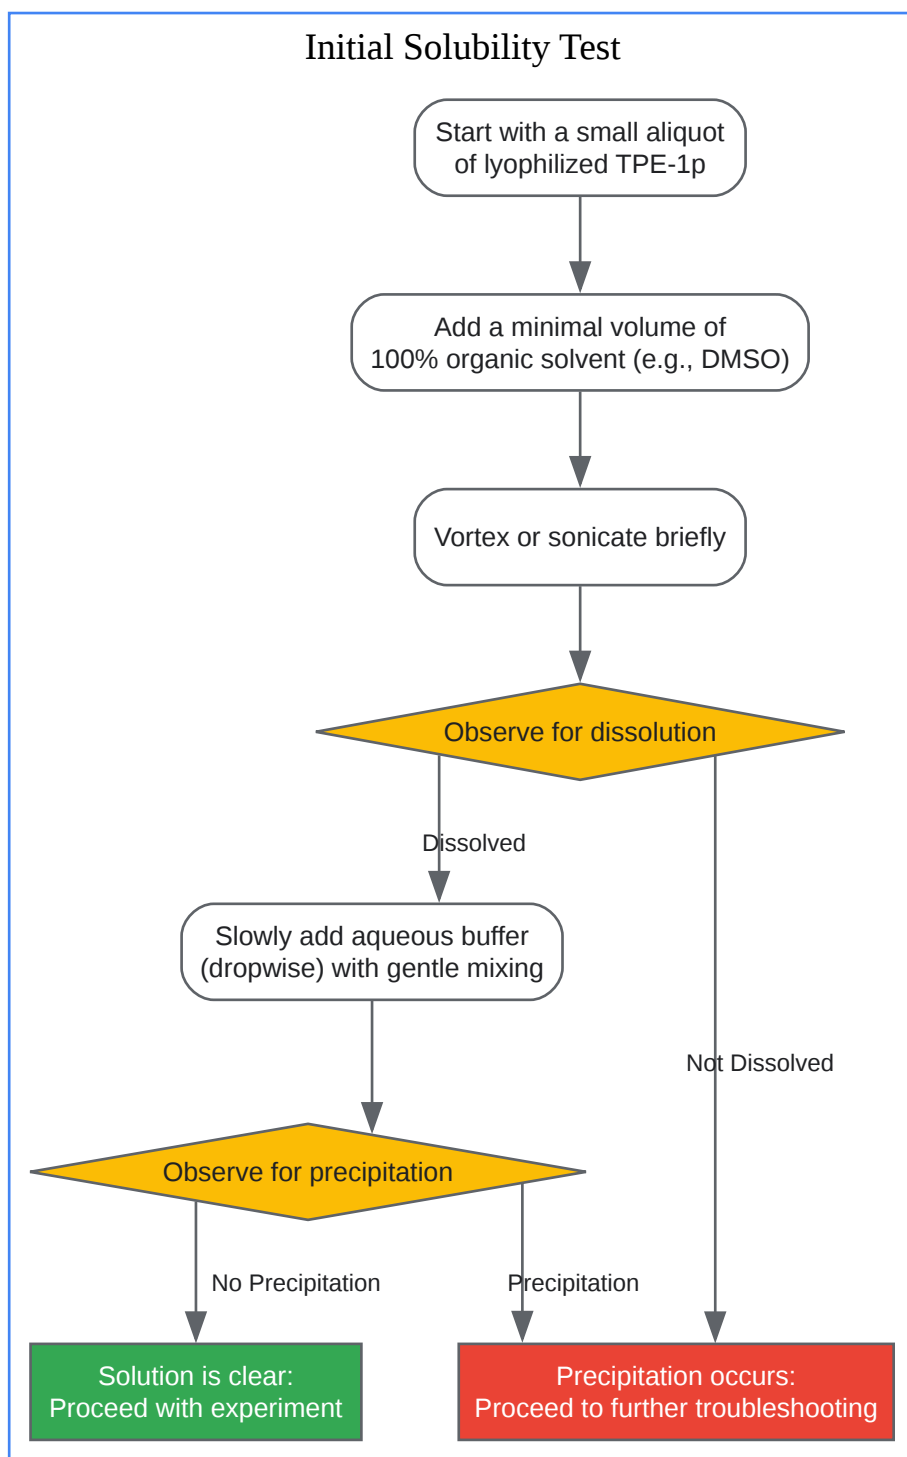 Initial Solubility Test
Start with a small aliquot
of lyophilized TPE-1p
Add a minimal volume of
100% organic solvent (e.g., DMSO)
Vortex or sonicate briefly
Observe for dissolution
Dissolved
Slowly add aqueous buffer
(dropwise) with gentle mixing
Not Dissolved
Observe for precipitation
No Precipitation
Precipitation
Solution is clear:
Proceed with experiment
Precipitation occurs:
Proceed to further troubleshooting